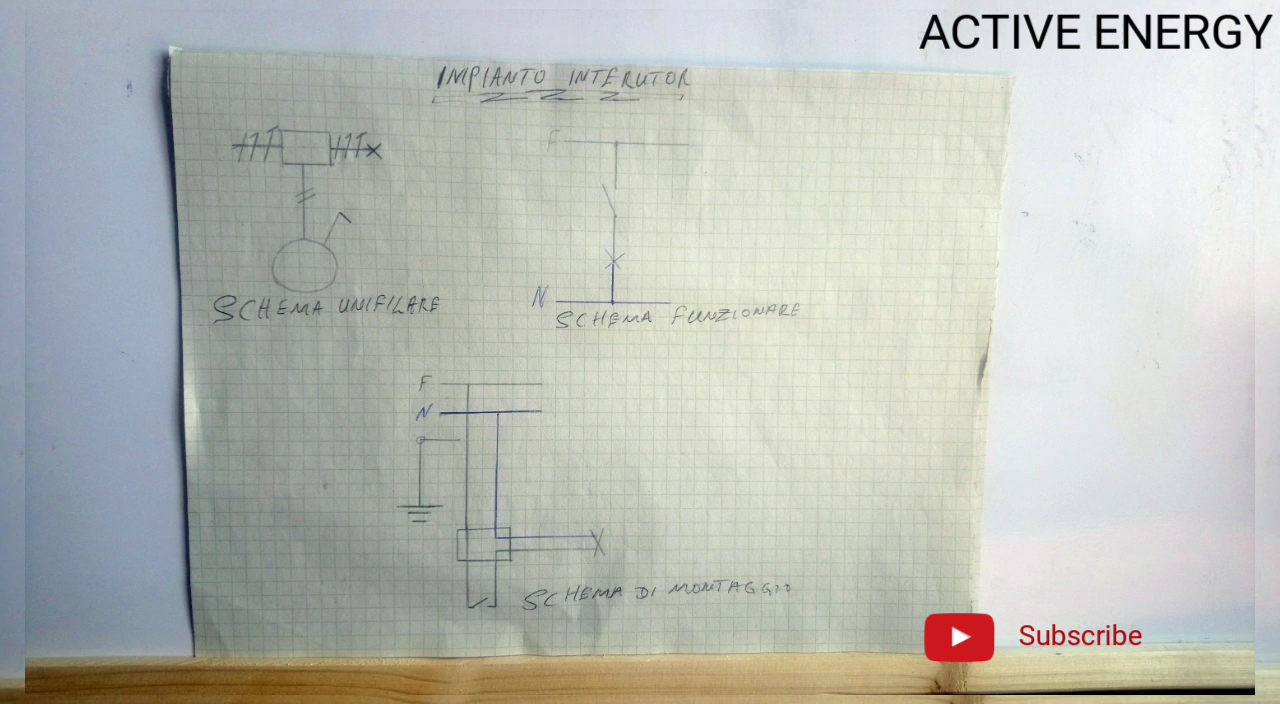 ACTIVE ENERGY
IMPIANTO INTERUTOR
F
SCHEMA UNIFILARE
N
SCHEMA FUNZIONARE
F
N
SCHEMA DI MONTAGGIO
Subscribe